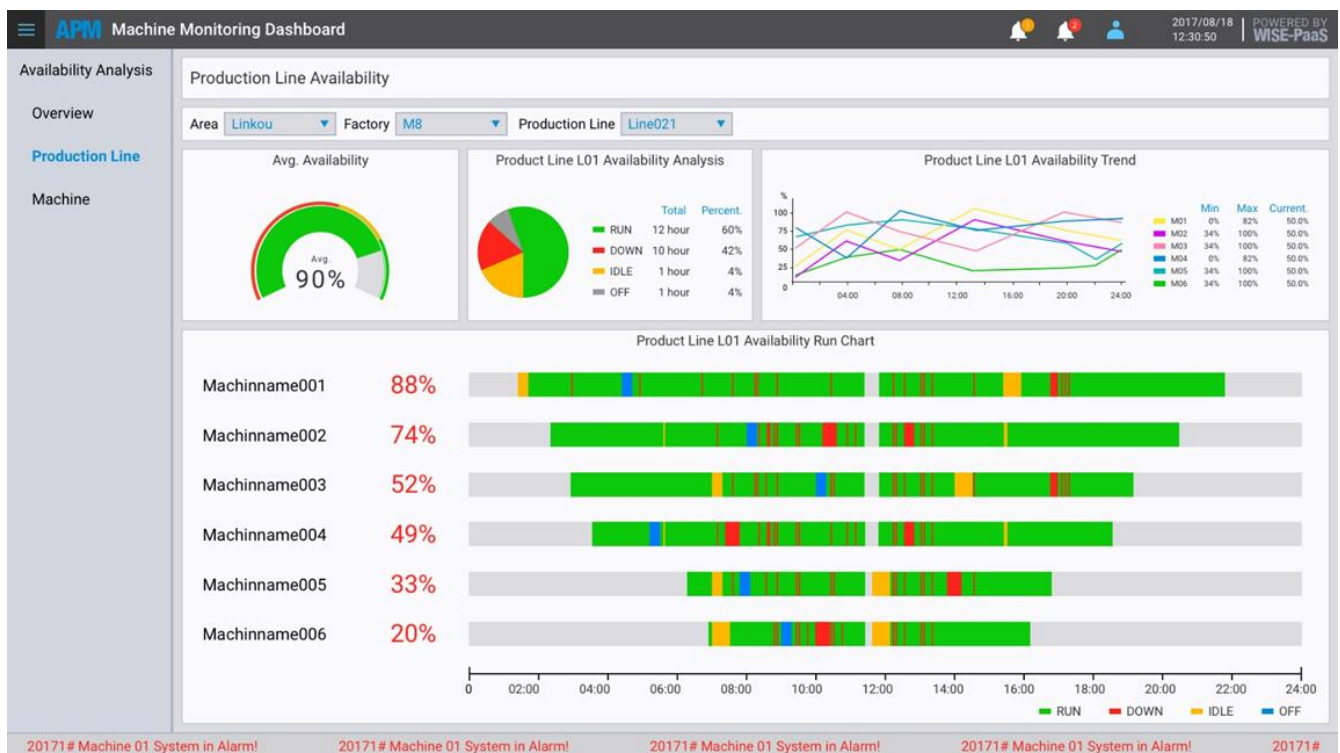 APM Machine Monitoring Dashboard
1
2
2017/08/18
12:30:50
POWERED BY
WISE-PaaS
Availability Analysis
Overview
Production Line
Machine
Production Line Availability
Area Linkou Factory M8 Production Line Line021
Avg. Availability
Avg.
90%
Product Line L01 Availability Analysis
Total Percent.
RUN 12 hour 60%
DOWN 10 hour 42%
IDLE 1 hour 4%
OFF 1 hour 4%
Product Line L01 Availability Trend
%
100
75
50
25
0
04:00 08:00 12:00 16:00 20:00 24:00
Min Max Current.
M01 0% 82% 50.0%
M02 34% 100% 50.0%
M03 34% 100% 50.0%
M04 0% 82% 50.0%
M05 34% 100% 50.0%
M06 34% 100% 50.0%
Product Line L01 Availability Run Chart
Machinname001 88%
Machinname002 74%
Machinname003 52%
Machinname004 49%
Machinname005 33%
Machinname006 20%
0 02:00 04:00 06:00 08:00 10:00 12:00 14:00 16:00 18:00 20:00 22:00 24:00
RUN DOWN IDLE OFF
20171# Machine 01 System in Alarm! 20171# Machine 01 System in Alarm! 20171# Machine 01 System in Alarm! 20171# Machine 01 System in Alarm! 20171#